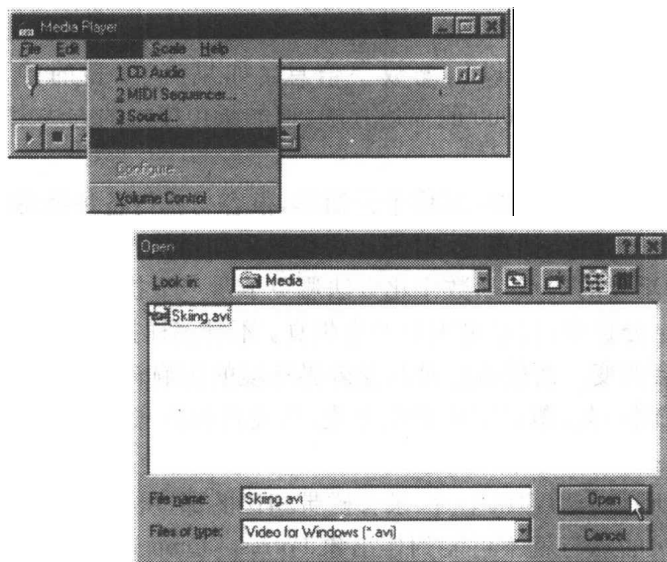 Media Player
File Edit Scale Help
1 CD Audio
2 MIDI Sequencer...
3 Sound...
Configure
Volume Control
Open
Look in: Media
Skiing.avi
File name: Skiing.avi Open
Files of type: Video for Windows (*.avi) Cancel